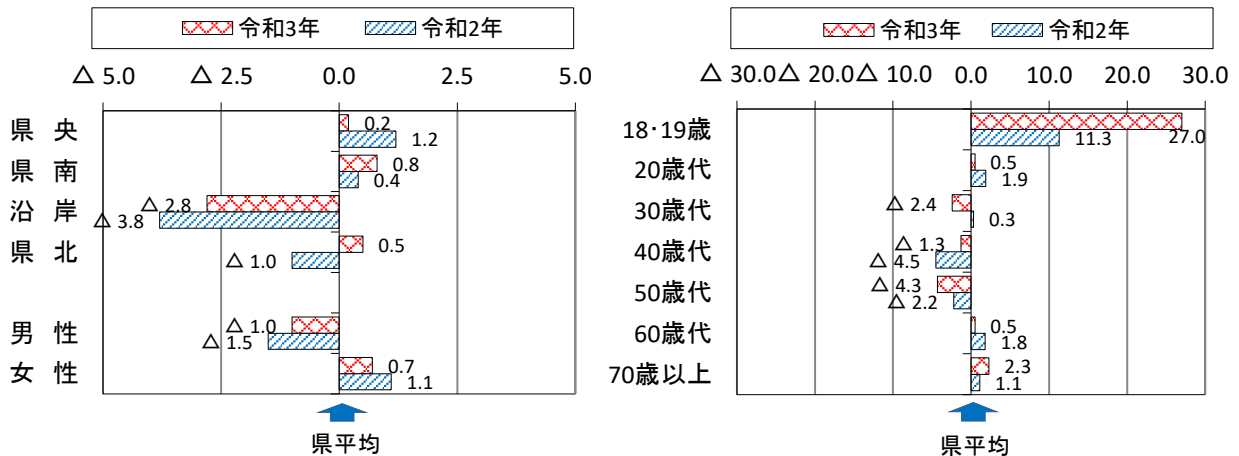 令和3年 令和2年
△ 5.0 △ 2.5 0.0 2.5 5.0
県 央 0.2
1.2
県 南 0.8
0.4
沿 岸 △ 2.8
△ 3.8
県 北 0.5
△ 1.0
男 性 △ 1.0
△ 1.5
女 性 0.7
1.1
県平均
令和3年 令和2年
△ 30.0 △ 20.0 △ 10.0 0.0 10.0 20.0 30.0
18･19歳 27.0
11.3
20歳代 0.5
1.9
30歳代 △ 2.4
0.3
40歳代 △ 1.3
△ 4.5
50歳代 △ 4.3
△ 2.2
60歳代 0.5
1.8
70歳以上 2.3
1.1
県平均